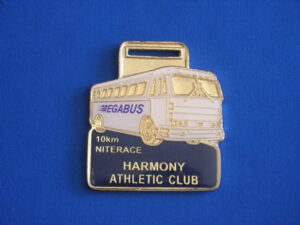 EGABUS
10km
NITERACE
HARMONY
ATHLETIC CLUB